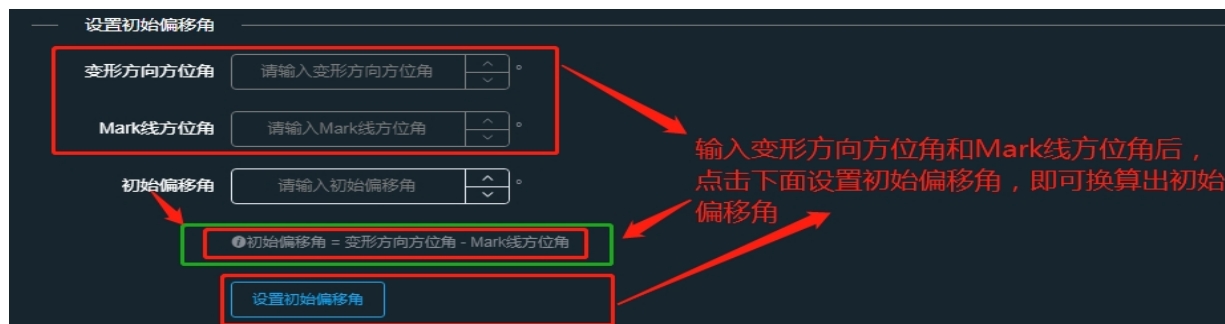 设置初始偏移角
变形方向方位角 请输入变形方向方位角 °
Mark线方位角 请输入Mark线方位角 °
初始偏移角 请输入初始偏移角 °
初始偏移角 = 变形方向方位角 - Mark线方位角
设置初始偏移角
输入变形方向方位角和Mark线方位角后，
点击下面设置初始偏移角，即可换算出初始
偏移角